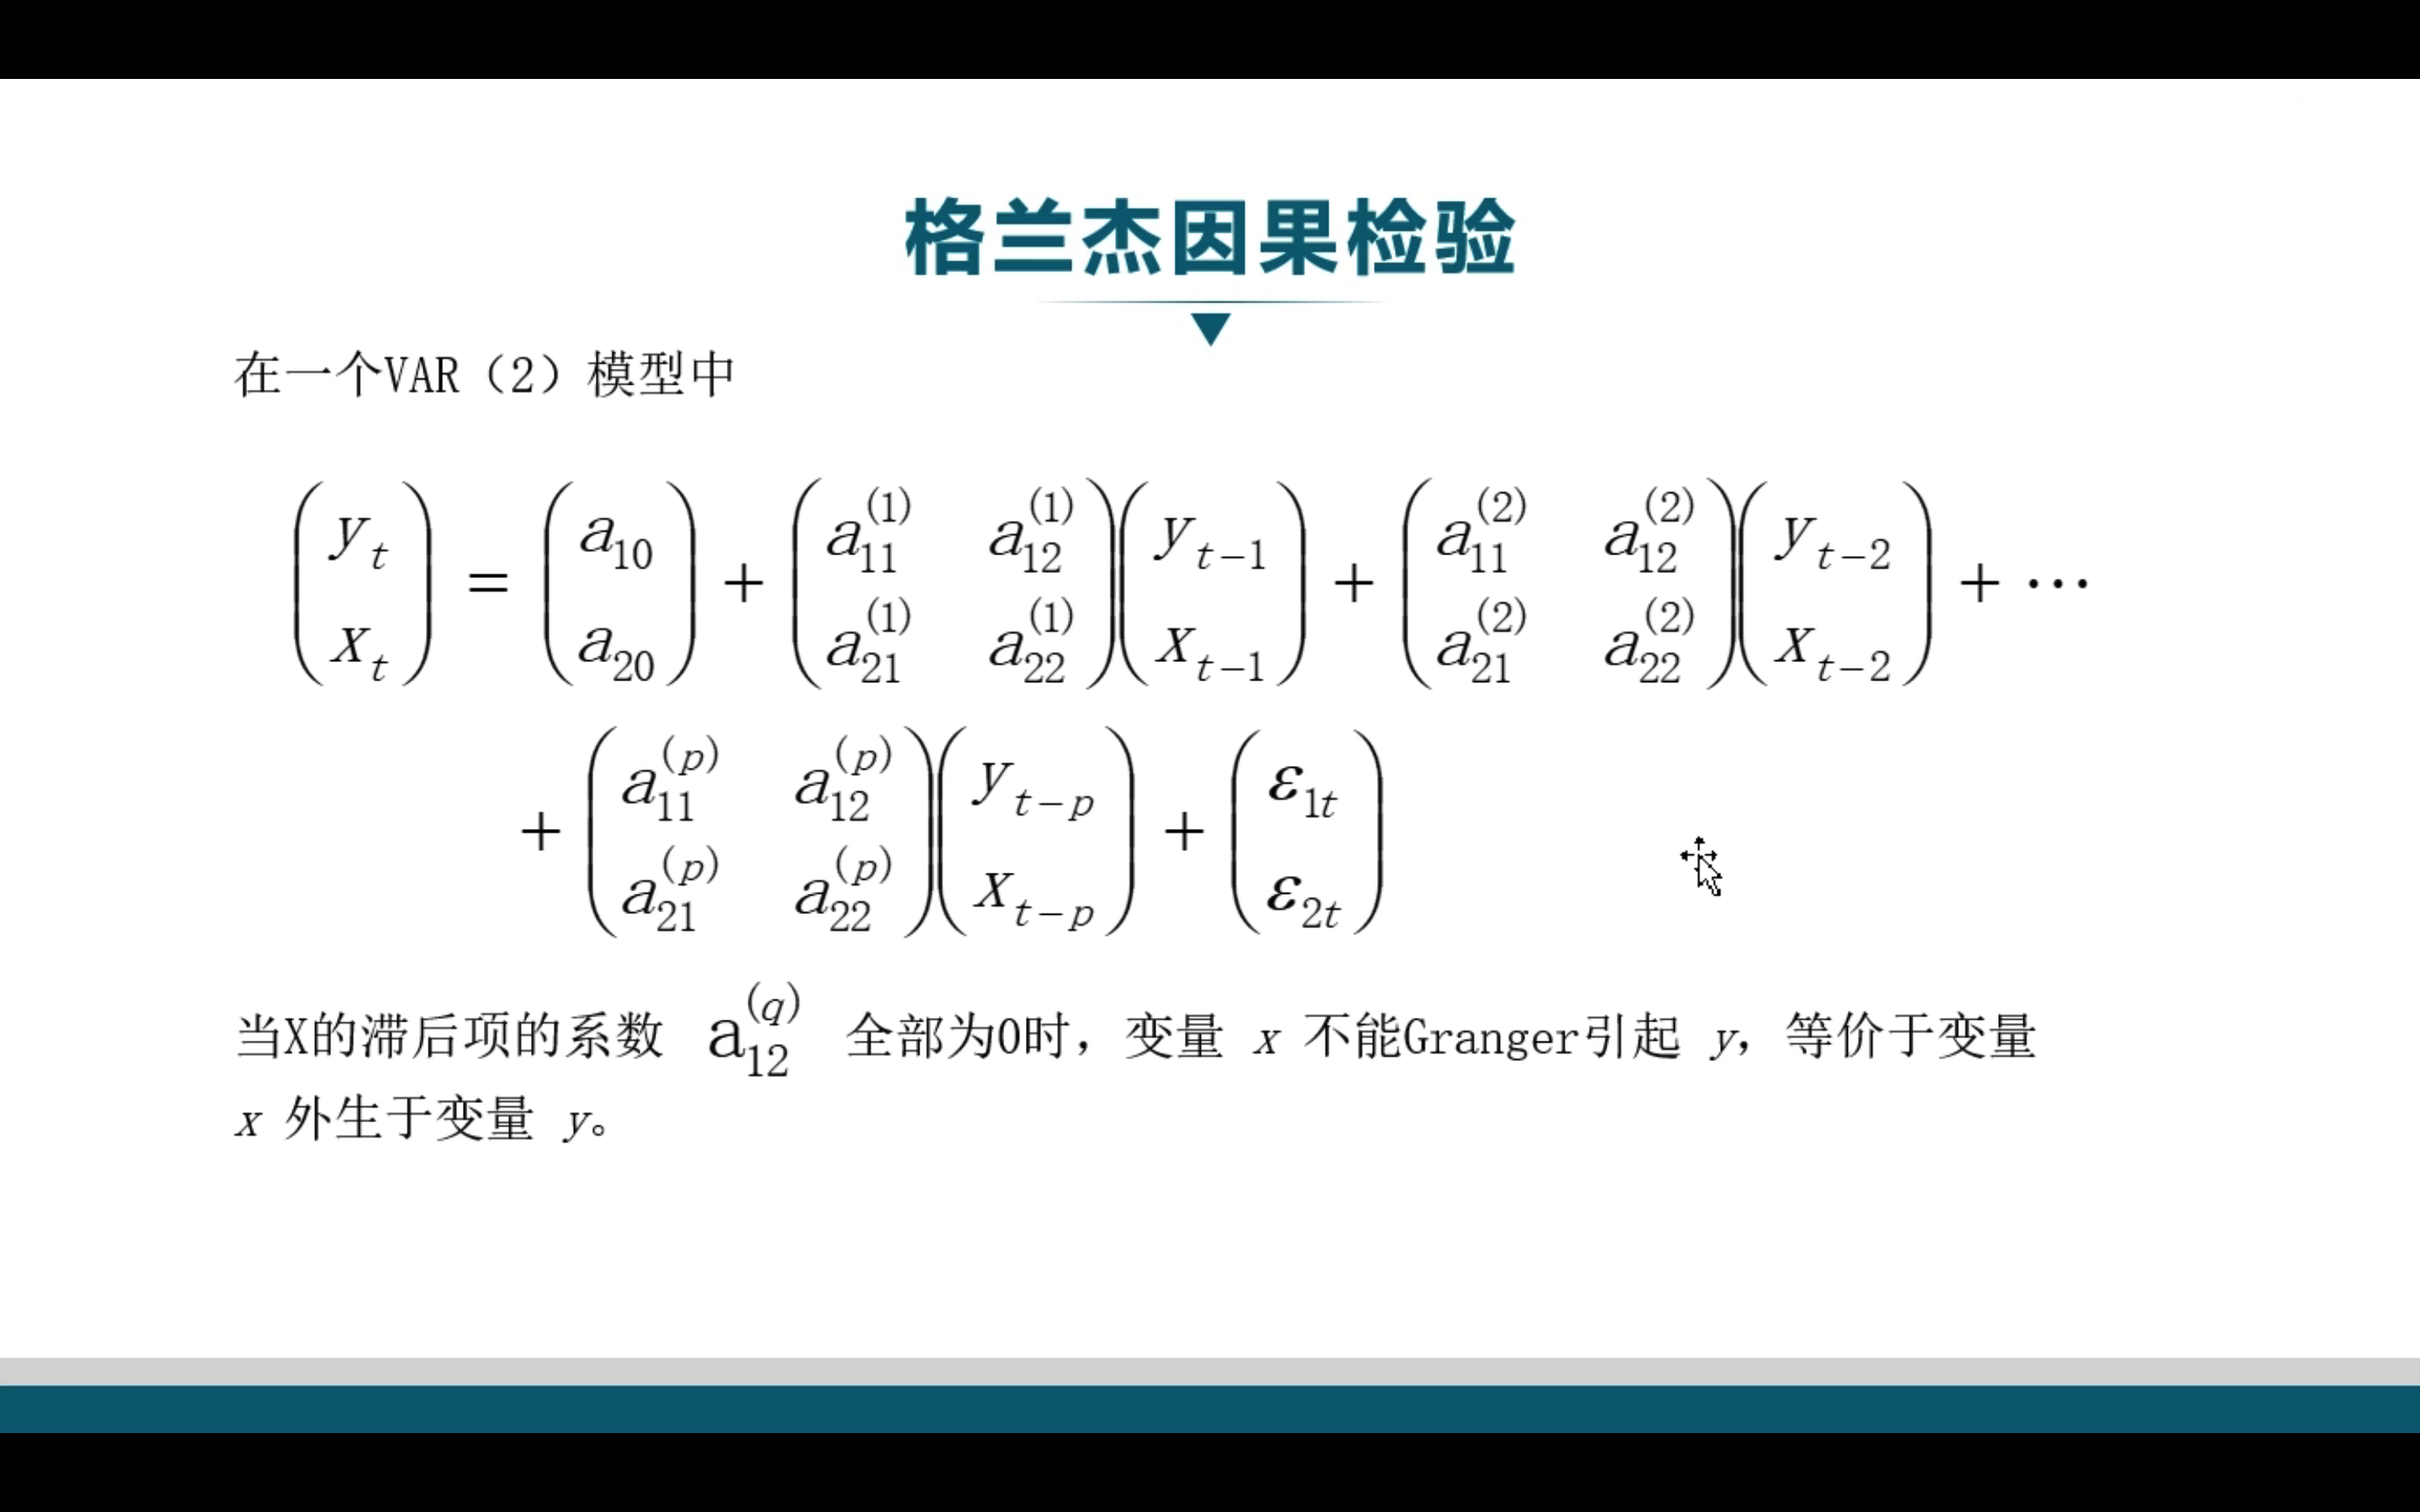 格兰杰因果检验
在一个VAR（2）模型中
$$\begin{pmatrix} y_t \\ x_t \end{pmatrix} = \begin{pmatrix} a_{10} \\ a_{20} \end{pmatrix} + \begin{pmatrix} a_{11}^{(1)} & a_{12}^{(1)} \\ a_{21}^{(1)} & a_{22}^{(1)} \end{pmatrix} \begin{pmatrix} y_{t-1} \\ x_{t-1} \end{pmatrix} + \begin{pmatrix} a_{11}^{(2)} & a_{12}^{(2)} \\ a_{21}^{(2)} & a_{22}^{(2)} \end{pmatrix} \begin{pmatrix} y_{t-2} \\ x_{t-2} \end{pmatrix} + \cdots$$
$$+ \begin{pmatrix} a_{11}^{(p)} & a_{12}^{(p)} \\ a_{21}^{(p)} & a_{22}^{(p)} \end{pmatrix} \begin{pmatrix} y_{t-p} \\ x_{t-p} \end{pmatrix} + \begin{pmatrix} \varepsilon_{1t} \\ \varepsilon_{2t} \end{pmatrix}$$
当X的滞后项的系数 $a_{12}^{(q)}$ 全部为0时，变量 x 不能Granger引起 y，等价于变量
x 外生于变量 y。